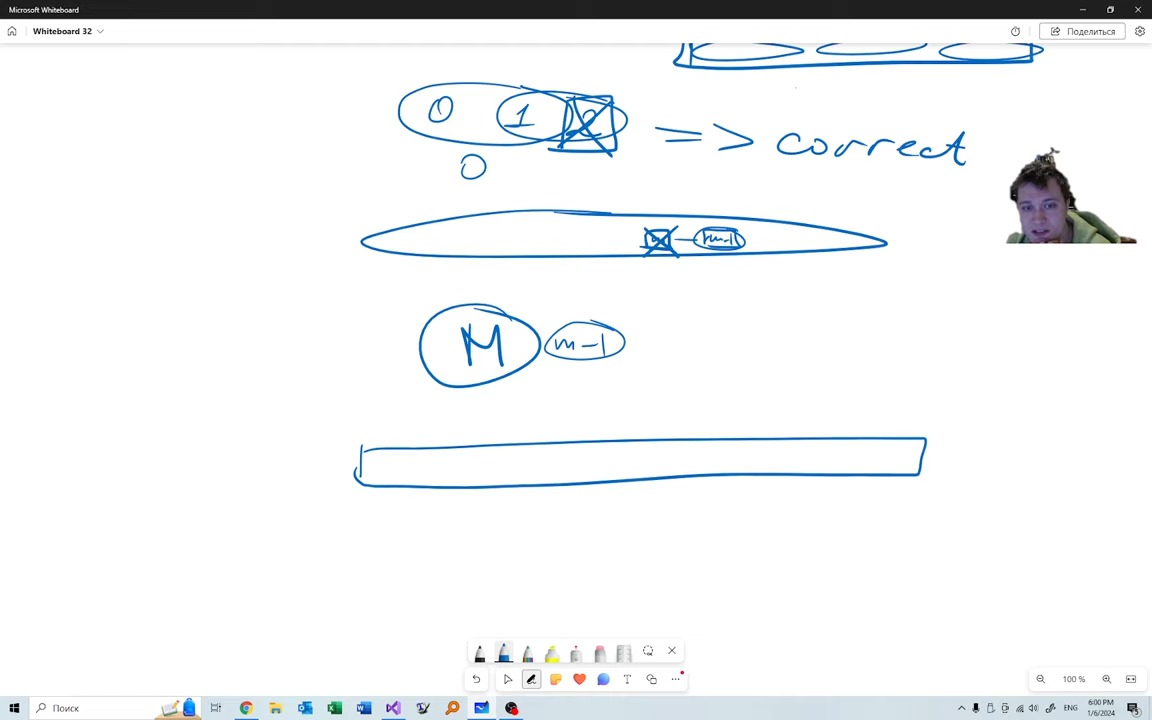 Microsoft Whiteboard
Whiteboard 32
Поделиться
0 1 2 => correct
0
m-1
M m-1
100 %
Поиск
ENG
6:00 PM
1/6/2024
5